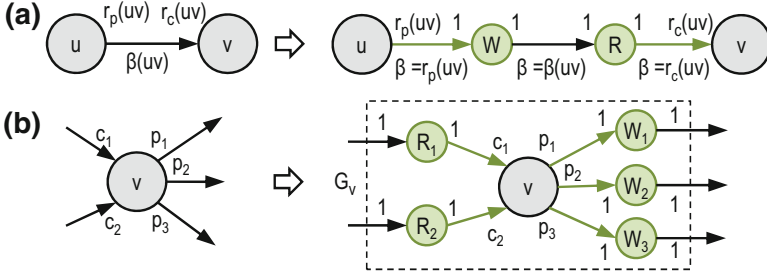 (a)
r_p(uv) r_c(uv)
u v
β(uv)
r_p(uv) 1 1 1 1 r_c(uv)
u W R v
β =r_p(uv) β =β(uv) β =r_c(uv)
(b)
c_1 p_1
v p_2
c_2 p_3
1 R_1 1 c_1 p_1 1 W_1 1
G_v v p_2 1 W_2 1
1 R_2 1 c_2 p_3 1 W_3 1